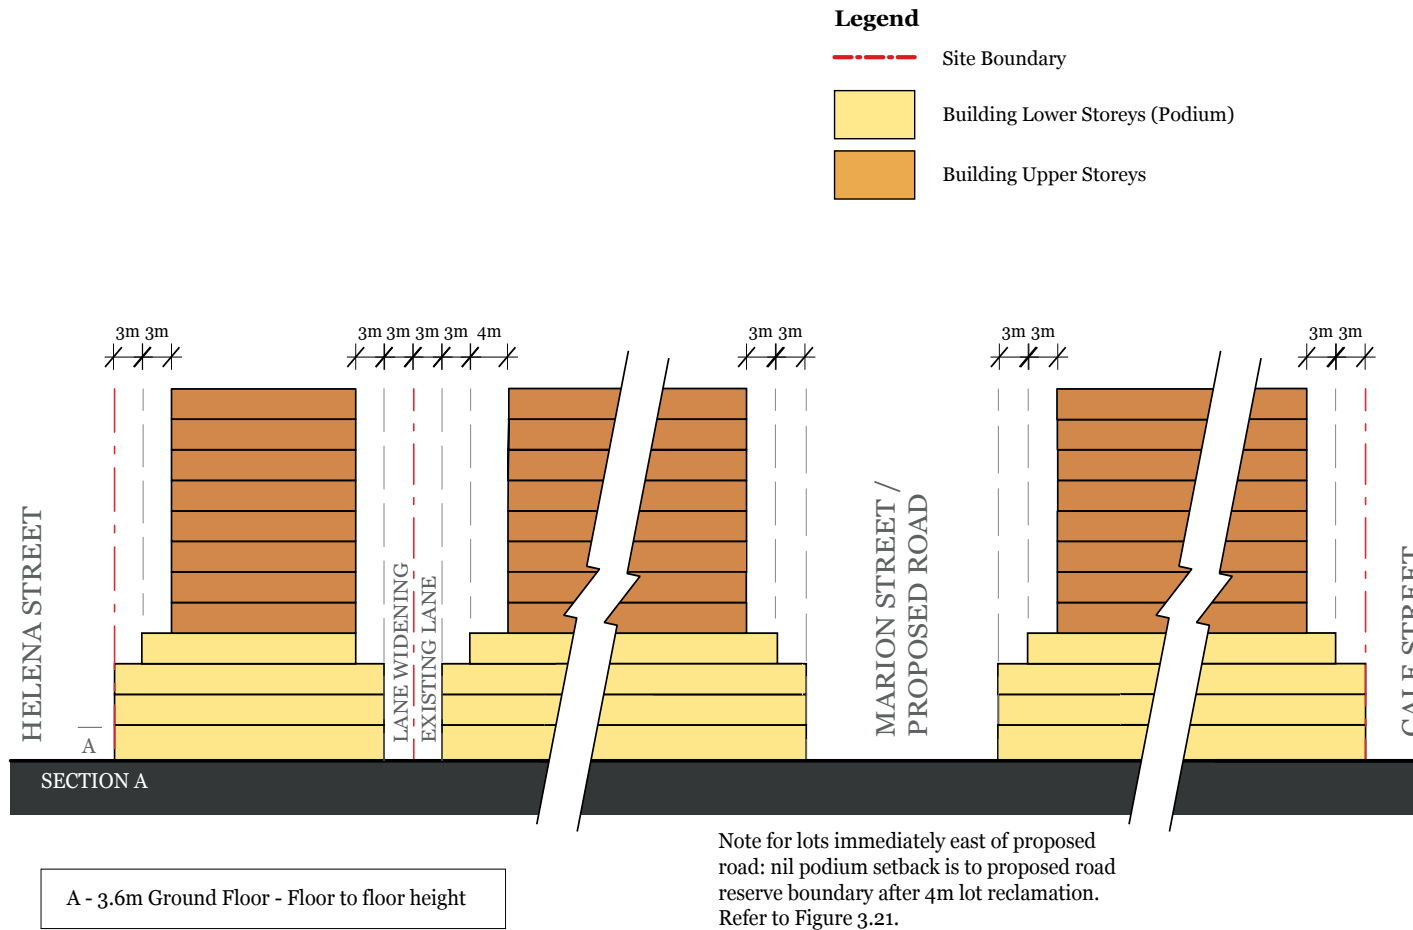 Legend
Site Boundary
Building Lower Storeys (Podium)
Building Upper Storeys
3m 3m
3m 3m 3m 3m 4m
3m 3m
3m 3m
3m 3m
HELENA STREET
A
LANE WIDENING
EXISTING LANE
MARION STREET /
PROPOSED ROAD
GALE STREET
SECTION A
A - 3.6m Ground Floor - Floor to floor height
Note for lots immediately east of proposed
road: nil podium setback is to proposed road
reserve boundary after 4m lot reclamation.
Refer to Figure 3.21.